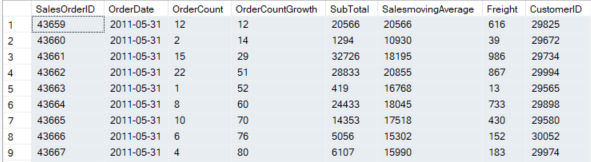 SalesOrderID OrderDate OrderCount OrderCountGrowth SubTotal SalesmovingAverage Freight CustomerID
1 43659 2011-05-31 12 12 20566 20566 616 29825
2 43660 2011-05-31 2 14 1294 10930 39 29672
3 43661 2011-05-31 15 29 32726 18195 986 29734
4 43662 2011-05-31 22 51 28833 20855 867 29994
5 43663 2011-05-31 1 52 419 16768 13 29565
6 43664 2011-05-31 8 60 24433 18045 733 29898
7 43665 2011-05-31 10 70 14353 17518 430 29580
8 43666 2011-05-31 6 76 5056 15302 152 30052
9 43667 2011-05-31 4 80 6107 15990 183 29974